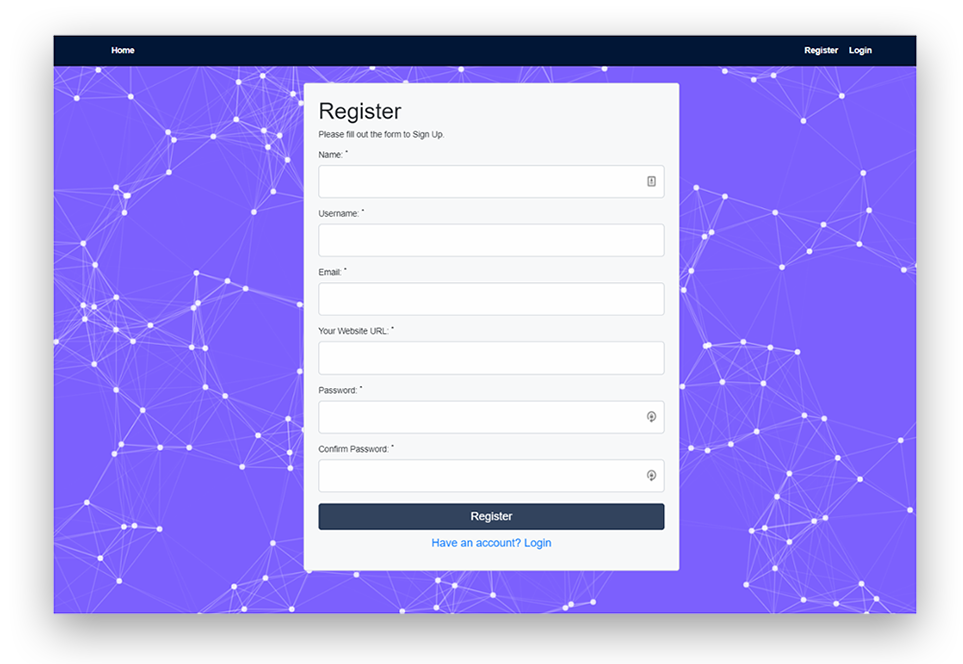 Home Register Login
Register
Please fill out the form to Sign Up.
Name: *
Username: *
Email: *
Your Website URL: *
Password: *
Confirm Password: *
Register
Have an account? Login